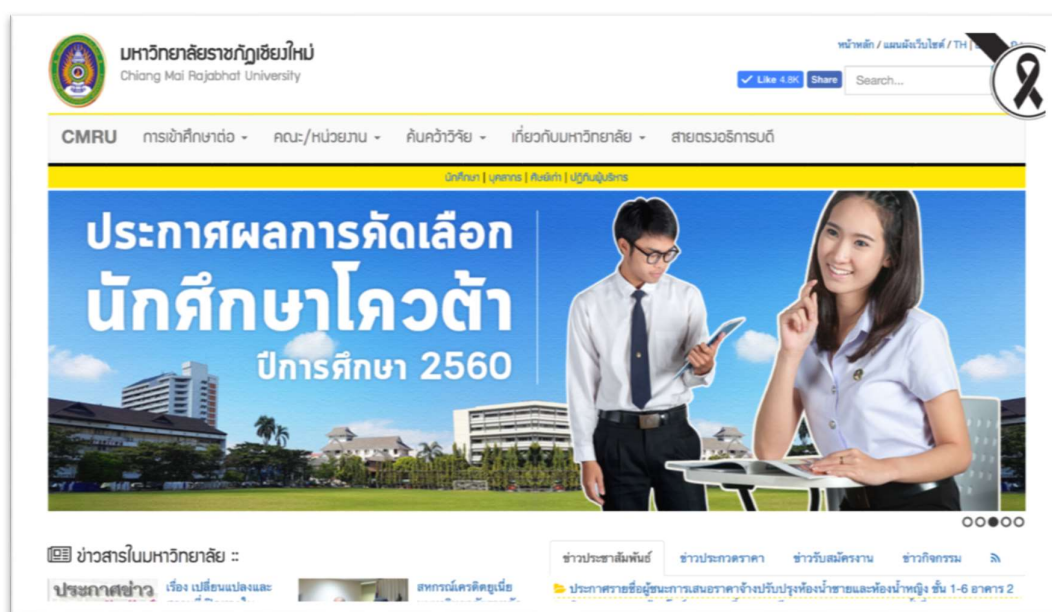 มหาวิทยาลัยราชภัฏเชียงใหม่
Chiang Mai Rajabhat University
หน้าหลัก / แผนผังเว็บไซต์ / TH |
Like 4.8K Share Search...
CMRU การเข้าศึกษาต่อ คณะ/หน่วยงาน ค้นคว้าวิจัย เกี่ยวกับมหาวิทยาลัย สายตรงอธิการบดี
นักศึกษา | บุคลากร | ศิษย์เก่า | ปฏิทินผู้บริหาร
ประกาศผลการคัดเลือก
นักศึกษาโควต้า
ปีการศึกษา 2560
ข่าวสารในมหาวิทยาลัย ::
ข่าวประชาสัมพันธ์ ข่าวประกวดราคา ข่าวรับสมัครงาน ข่าวกิจกรรม
ประกาศข่าว เรื่อง เปลี่ยนแปลงและ
สหกรณ์เครดิตยูเนี่ย
ประกาศรายชื่อผู้ชนะการเสนอราคาจ้างปรับปรุงห้องน้ำชายและห้องน้ำหญิง ชั้น 1-6 อาคาร 2